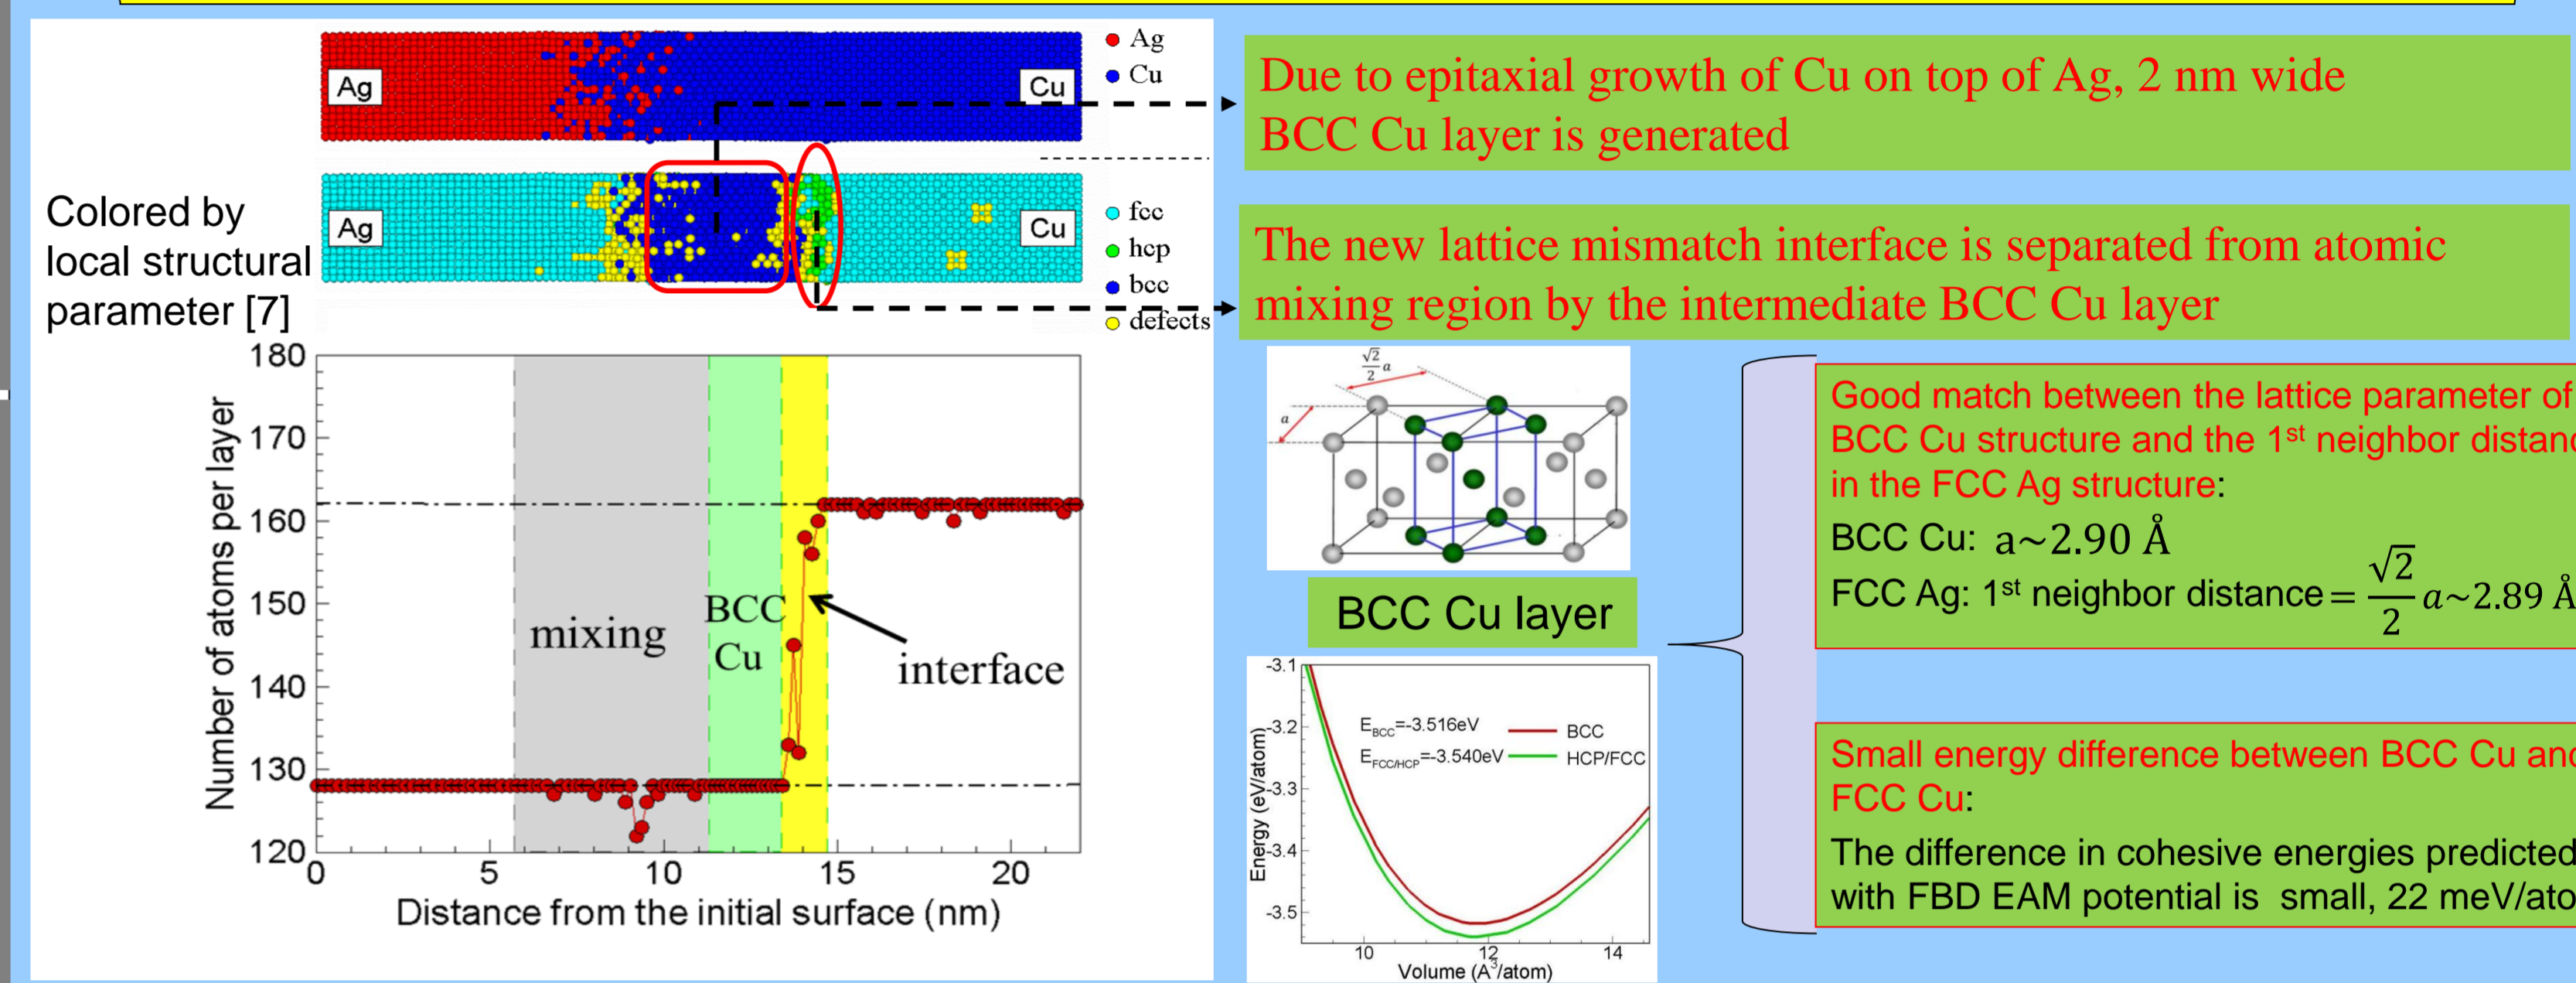 Ag
Cu
Ag
Cu
Due to epitaxial growth of Cu on top of Ag, 2 nm wide
BCC Cu layer is generated
Colored by
local structural
parameter [7]
Ag
Cu
fcc
hcp
bcc
defects
The new lattice mismatch interface is separated from atomic
mixing region by the intermediate BCC Cu layer
Number of atoms per layer
180
170
160
150
140
130
120
mixing
BCC
Cu
interface
0
5
10
15
20
Distance from the initial surface (nm)
√2/2 a
a
BCC Cu layer
Energy (eV/atom)
-3.1
-3.2
-3.3
-3.4
-3.5
E_BCC=-3.516eV
BCC
E_FCC/HCP=-3.540eV
HCP/FCC
10
12
14
Volume (A³/atom)
Good match between the lattice parameter of
BCC Cu structure and the 1st neighbor distanc
in the FCC Ag structure:
BCC Cu: a~2.90 Å
FCC Ag: 1st neighbor distance = √2/2 a~2.89 Å
Small energy difference between BCC Cu and
FCC Cu:
The difference in cohesive energies predicted
with FBD EAM potential is small, 22 meV/ato